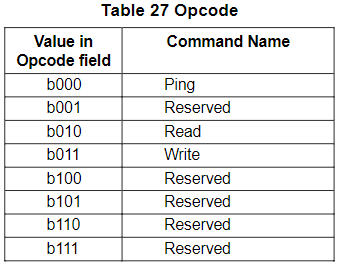 Table 27 Opcode
Value in Opcode field Command Name
b000 Ping
b001 Reserved
b010 Read
b011 Write
b100 Reserved
b101 Reserved
b110 Reserved
b111 Reserved